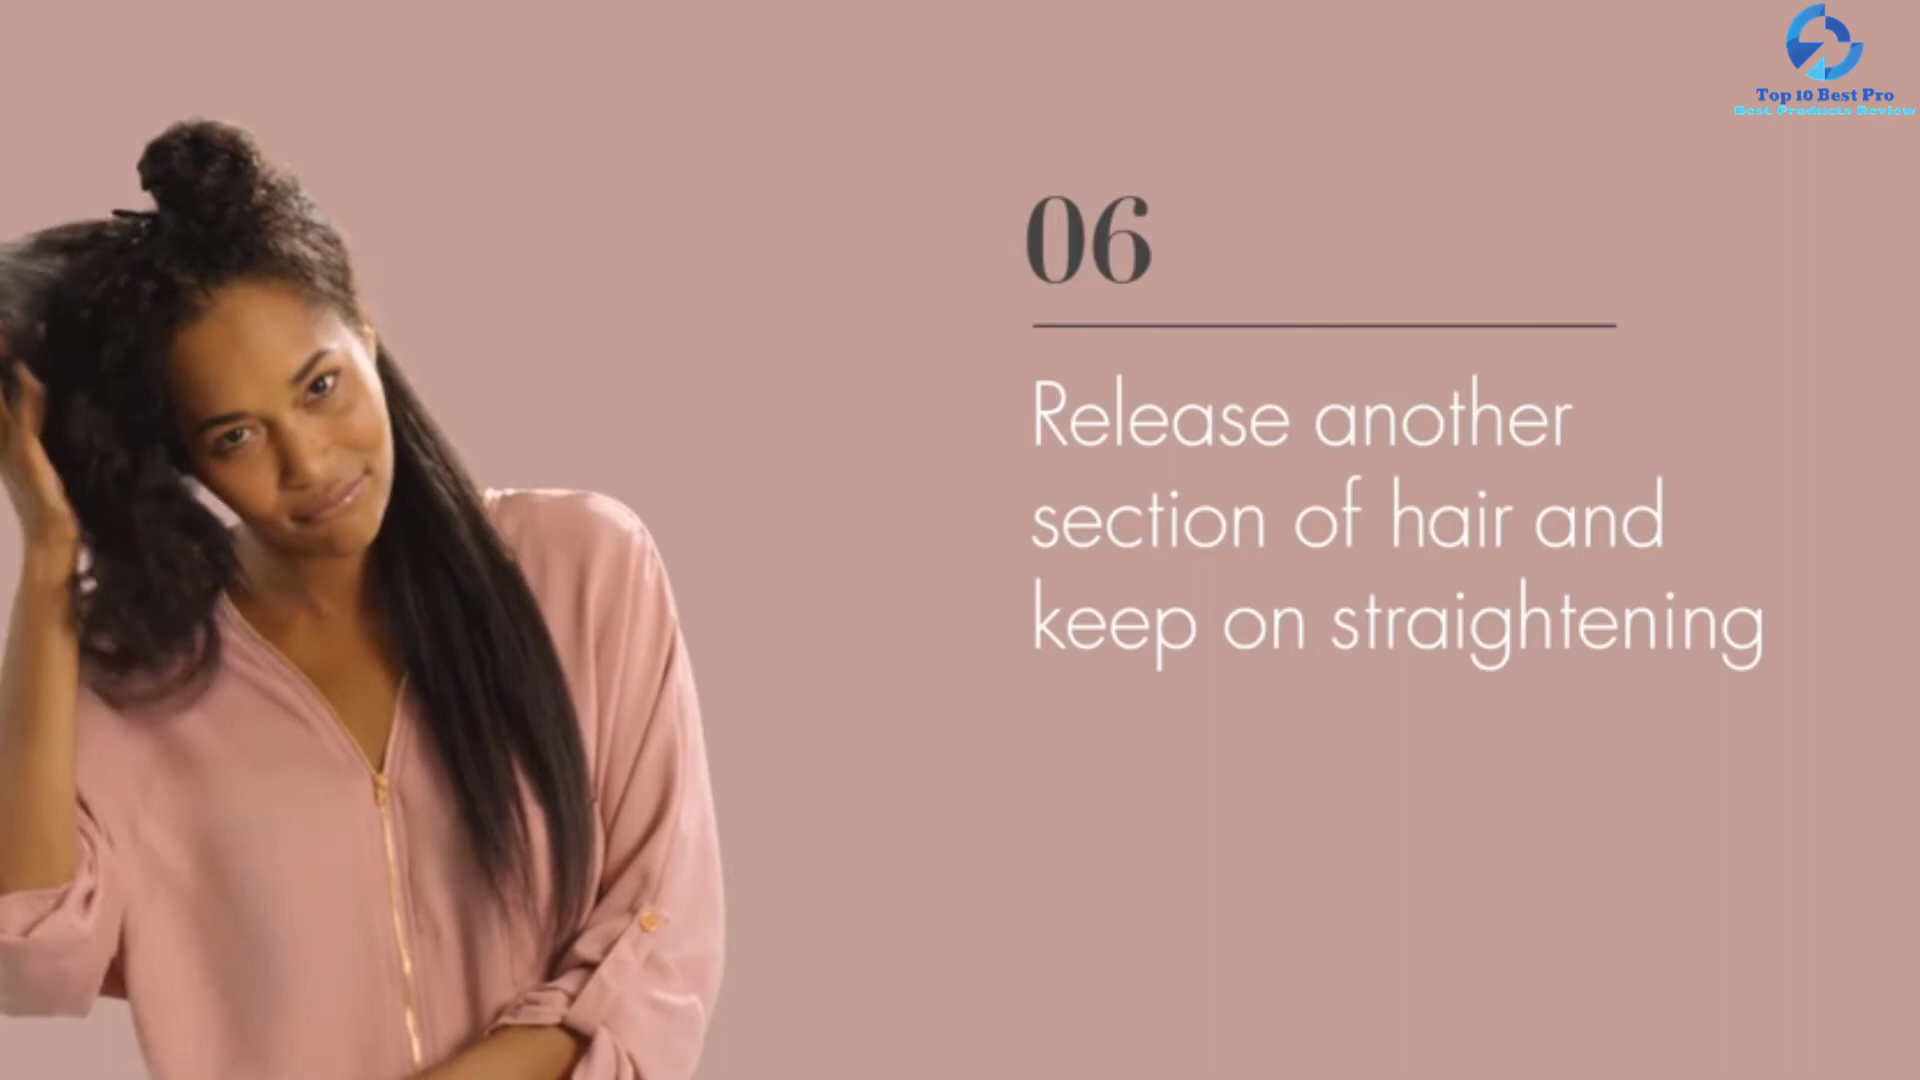 Top 10 Best Pro
Best Products Review
06
Release another
section of hair and
keep on straightening